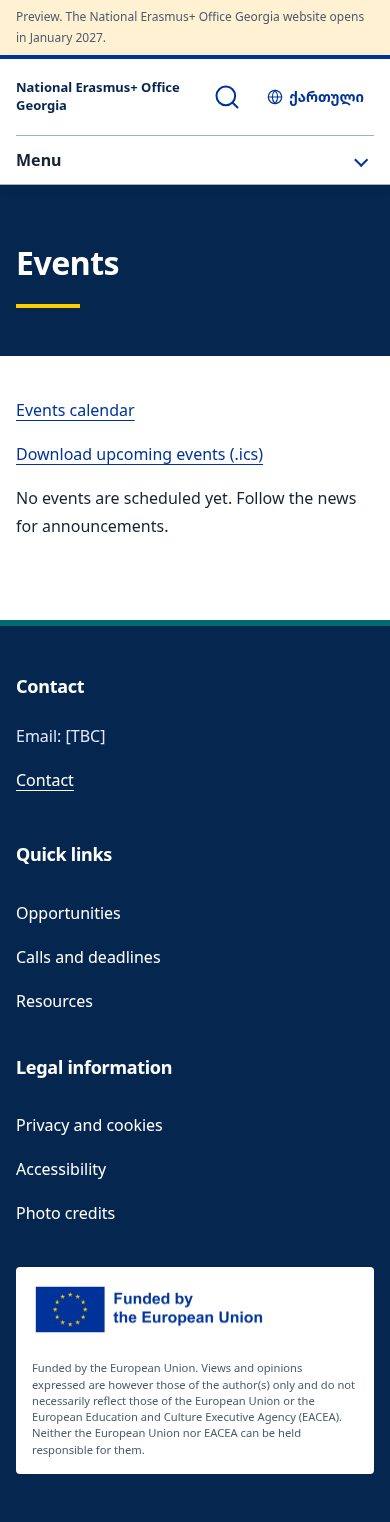 Preview. The National Erasmus+ Office Georgia website opens
in January 2027.
National Erasmus+ Office
Georgia
ქართული
Menu
Events
Events calendar
Download upcoming events (.ics)
No events are scheduled yet. Follow the news
for announcements.
Contact
Email: [TBC]
Contact
Quick links
Opportunities
Calls and deadlines
Resources
Legal information
Privacy and cookies
Accessibility
Photo credits
Funded by
the European Union
Funded by the European Union. Views and opinions
expressed are however those of the author(s) only and do not
necessarily reflect those of the European Union or the
European Education and Culture Executive Agency (EACEA).
Neither the European Union nor EACEA can be held
responsible for them.